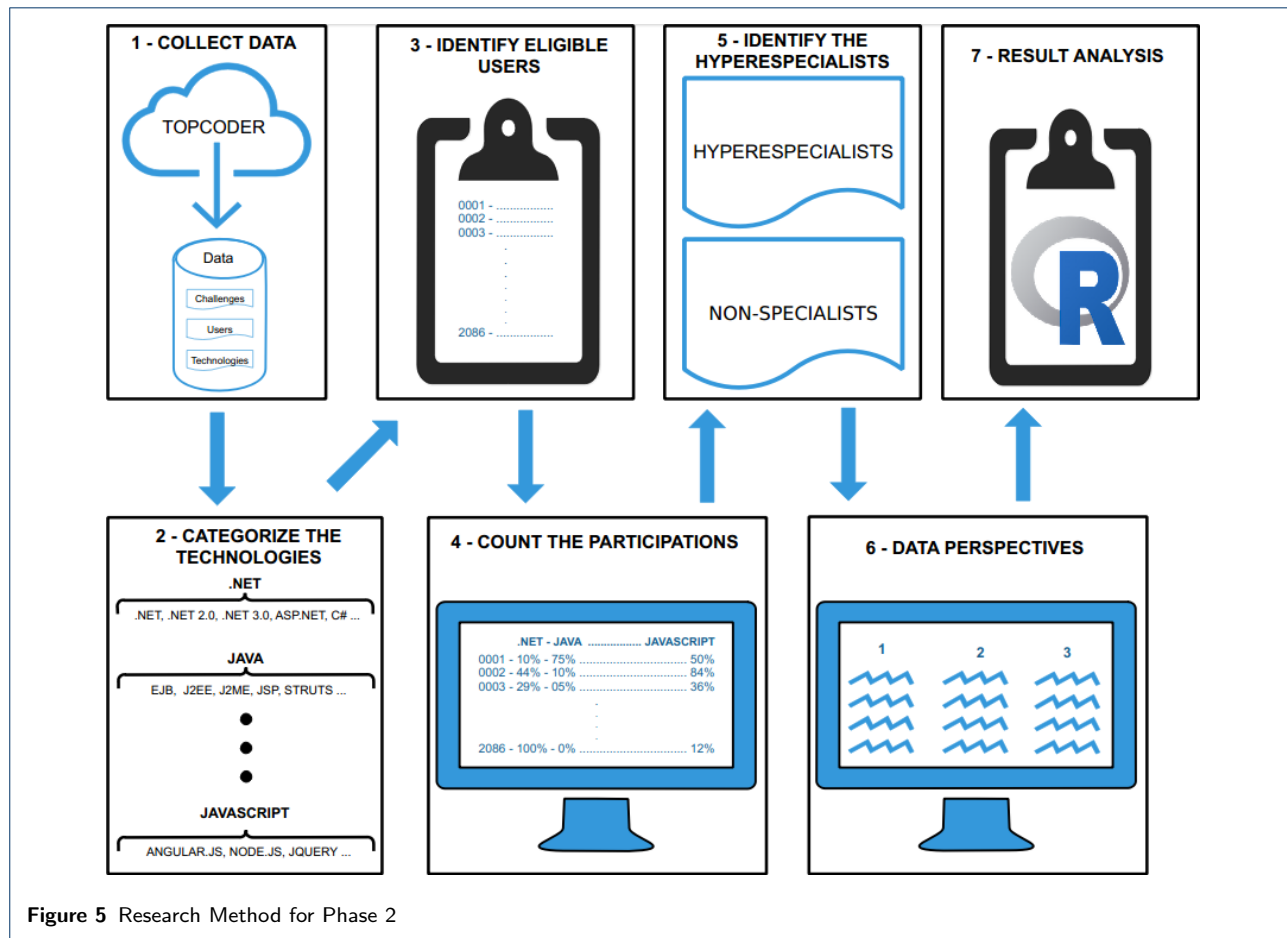 1 - COLLECT DATA
TOPCODER
Data
Challenges
Users
Technologies
2 - CATEGORIZE THE
TECHNOLOGIES
.NET
.NET, .NET 2.0, .NET 3.0, ASP.NET, C# ...
JAVA
EJB, J2EE, J2ME, JSP, STRUTS ...
JAVASCRIPT
ANGULAR.JS, NODE.JS, JQUERY ...
3 - IDENTIFY ELIGIBLE
USERS
0001 - .................
0002 - .................
0003 - .................
.
.
.
.
.
.
2086 - .................
4 - COUNT THE PARTICIPATIONS
.NET - JAVA ................. JAVASCRIPT
0001 - 10% - 75% ................................. 50%
0002 - 44% - 10% ................................. 84%
0003 - 29% - 05% ................................. 36%
.
.
.
.
2086 - 100% - 0% ................................. 12%
5 - IDENTIFY THE
HYPERESPECIALISTS
HYPERESPECIALISTS
NON-SPECIALISTS
6 - DATA PERSPECTIVES
1 2 3
7 - RESULT ANALYSIS
R
Figure 5 Research Method for Phase 2